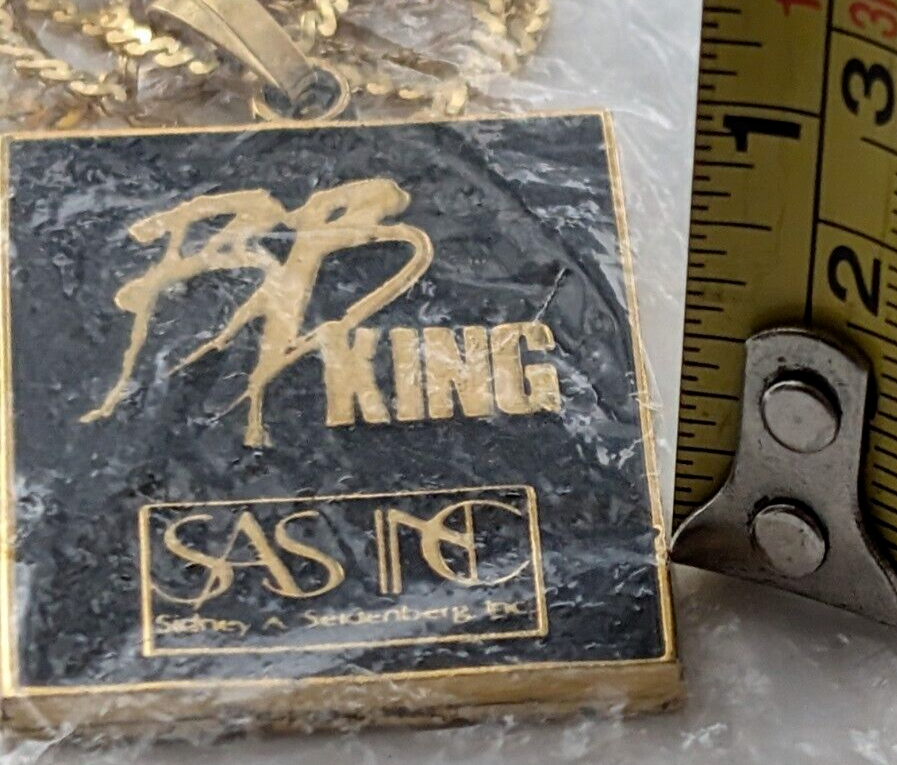 BB
KING
SAS INC
Sidney A Seidenberg, Inc.
1
3
2